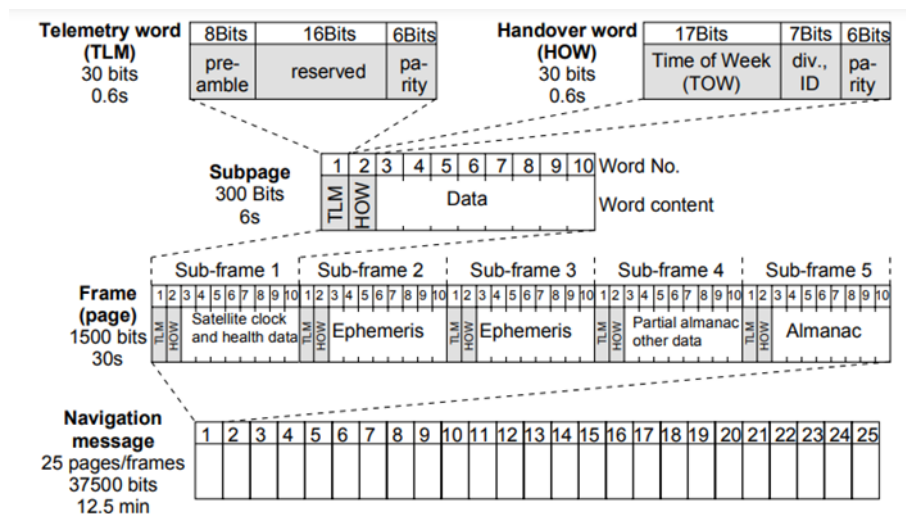 Telemetry word
(TLM)
30 bits
0.6s
8Bits 16Bits 6Bits
pre-
amble
reserved
pa-
rity
Handover word
(HOW)
30 bits
0.6s
17Bits 7Bits 6Bits
Time of Week
(TOW)
div.,
ID
pa-
rity
Subpage
300 Bits
6s
1 2 3 4 5 6 7 8 9 10 Word No.
TLM HOW Data Word content
Sub-frame 1 Sub-frame 2 Sub-frame 3 Sub-frame 4 Sub-frame 5
Frame
(page)
1500 bits
30s
1 2 3 4 5 6 7 8 9 10 1 2 3 4 5 6 7 8 9 10 1 2 3 4 5 6 7 8 9 10 1 2 3 4 5 6 7 8 9 10 1 2 3 4 5 6 7 8 9 10
TLM HOW Satellite clock
and health data
TLM HOW Ephemeris
TLM HOW Ephemeris
TLM HOW Partial almanac
other data
TLM HOW Almanac
Navigation
message
25 pages/frames
37500 bits
12.5 min
1 2 3 4 5 6 7 8 9 10 11 12 13 14 15 16 17 18 19 20 21 22 23 24 25